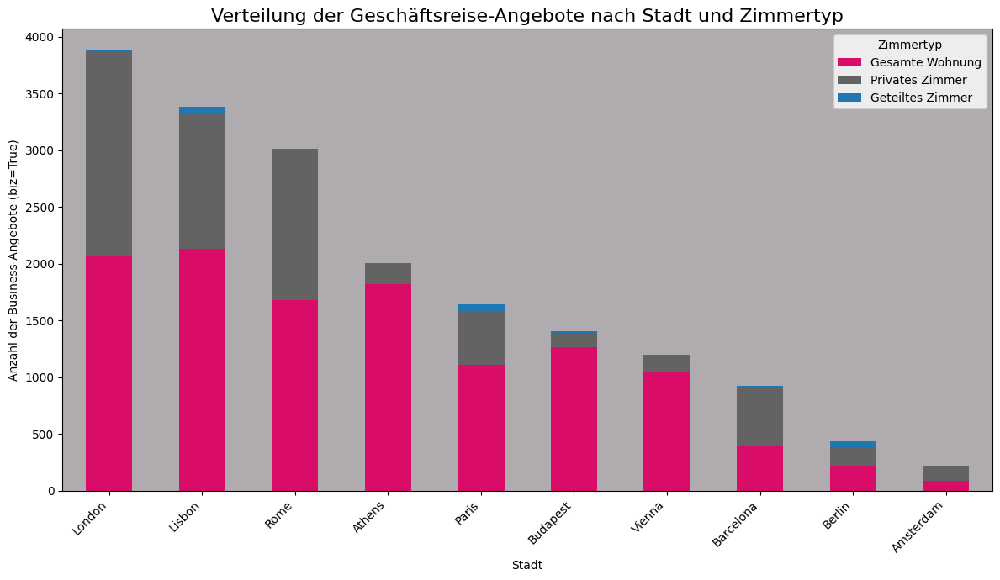 Verteilung der Geschäftsreise-Angebote nach Stadt und Zimmertyp
Anzahl der Business-Angebote (biz=True)
4000
3500
3000
2500
2000
1500
1000
500
0
Zimmertyp
Gesamte Wohnung
Privates Zimmer
Geteiltes Zimmer
London
Lisbon
Rome
Athens
Paris
Budapest
Vienna
Barcelona
Berlin
Amsterdam
Stadt